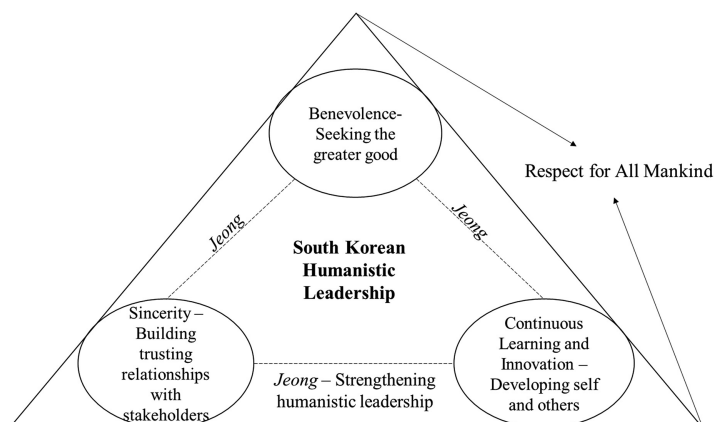 Benevolence-
Seeking the
greater good
Respect for All Mankind
Jeong
Jeong
South Korean
Humanistic
Leadership
Sincerity –
Building
trusting
relationships
with
stakeholders
Continuous
Learning and
Innovation –
Developing self
and others
Jeong – Strengthening
humanistic leadership